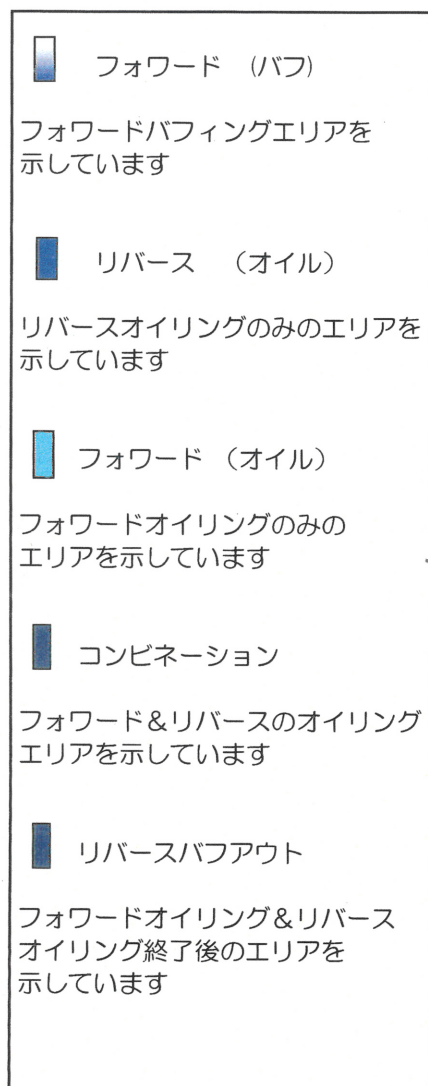 フォワード (バフ)
フォワードバフィングエリアを
示しています
リバース (オイル)
リバースオイリングのみのエリアを
示しています
フォワード (オイル)
フォワードオイリングのみの
エリアを示しています
コンビネーション
フォワード&リバースのオイリング
エリアを示しています
リバースバフアウト
フォワードオイリング&リバース
オイリング終了後のエリアを
示しています